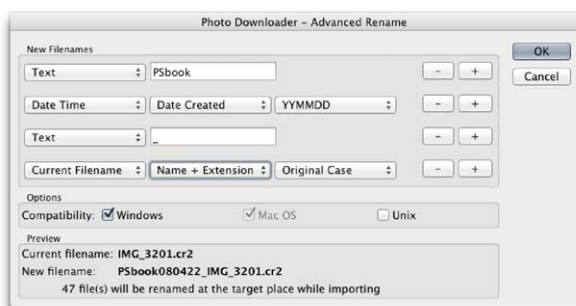 Photo Downloader – Advanced Rename
New Filenames
Text PSbook - +
OK
Date Time Date Created YYMMDD - +
Cancel
Text _ - +
Current Filename Name + Extension Original Case - +
Options
Compatibility: Windows Mac OS Unix
Preview
Current filename: IMG_3201.cr2
New filename: PSbook080422_IMG_3201.cr2
47 file(s) will be renamed at the target place while importing